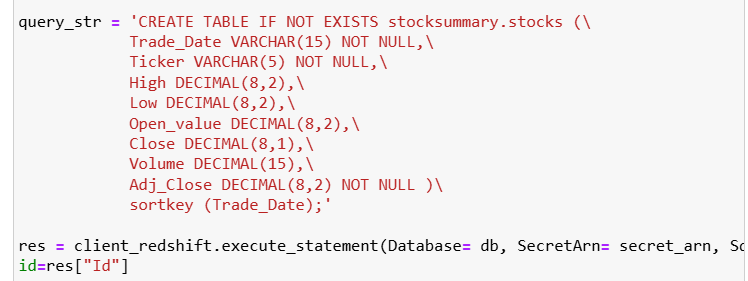 query_str = 'CREATE TABLE IF NOT EXISTS stocksummary.stocks (\
Trade_Date VARCHAR(15) NOT NULL,\
Ticker VARCHAR(5) NOT NULL,\
High DECIMAL(8,2),\
Low DECIMAL(8,2),\
Open_value DECIMAL(8,2),\
Close DECIMAL(8,1),\
Volume DECIMAL(15),\
Adj_Close DECIMAL(8,2) NOT NULL )\
sortkey (Trade_Date);'
res = client_redshift.execute_statement(Database= db, SecretArn= secret_arn,
id=res["Id"]